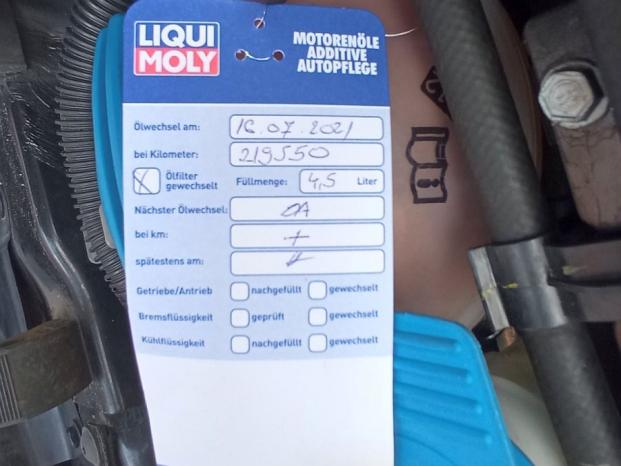 LIQUI
MOLY
MOTORENÖLE
ADDITIVE
AUTOPFLEGE
Ölwechsel am: 16.07.2021
bei Kilometer: 219550
Ölfilter gewechselt Füllmenge: 4,5 Liter
Nächster Ölwechsel:
bei km:
spätestens am:
Getriebe/Antrieb nachgefüllt gewechselt
Bremsflüssigkeit geprüft gewechselt
Kühlflüssigkeit nachgefüllt gewechselt